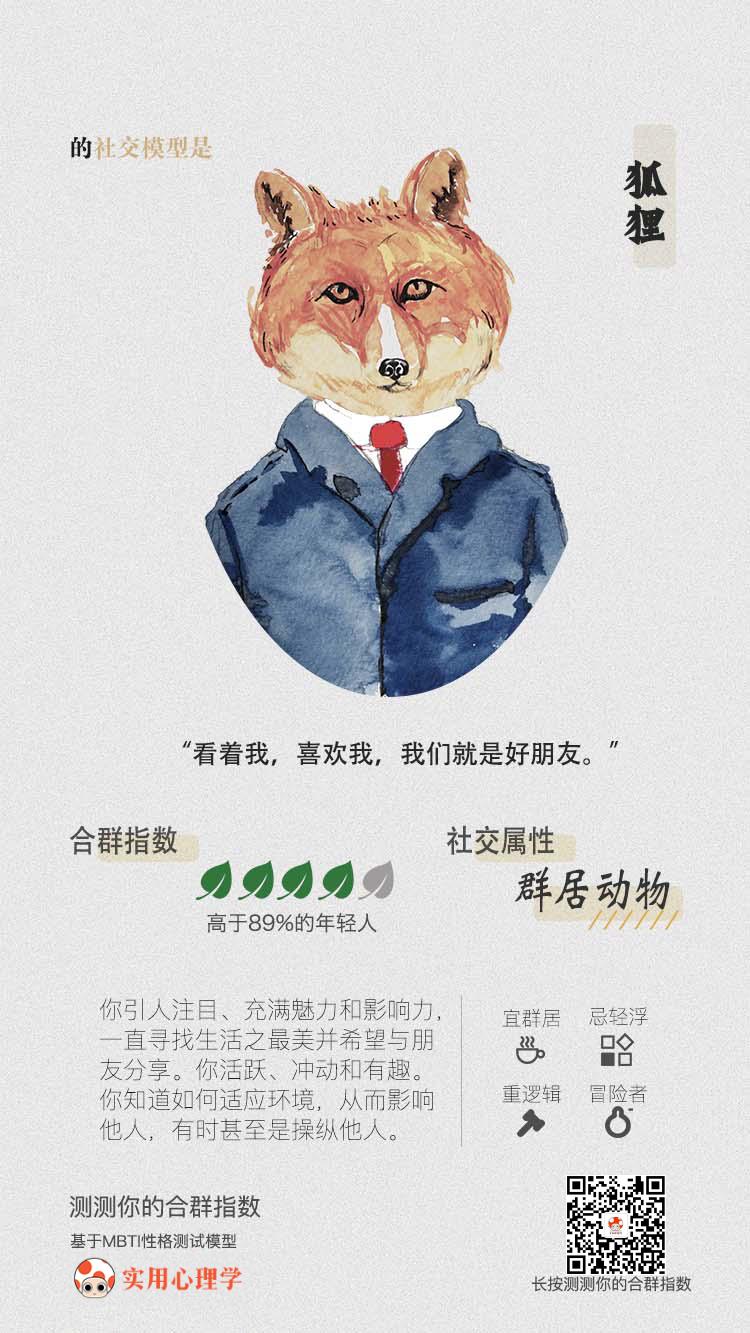 的社交模型是
狐狸
“看着我，喜欢我，我们就是好朋友。”
合群指数
高于89%的年轻人
社交属性
群居动物
你引人注目、充满魅力和影响力，
一直寻找生活之最美并希望与朋
友分享。你活跃、冲动和有趣。
你知道如何适应环境，从而影响
他人，有时甚至是操纵他人。
宜群居 忌轻浮
重逻辑 冒险者
测测你的合群指数
基于MBTI性格测试模型
实用心理学
长按测测你的合群指数